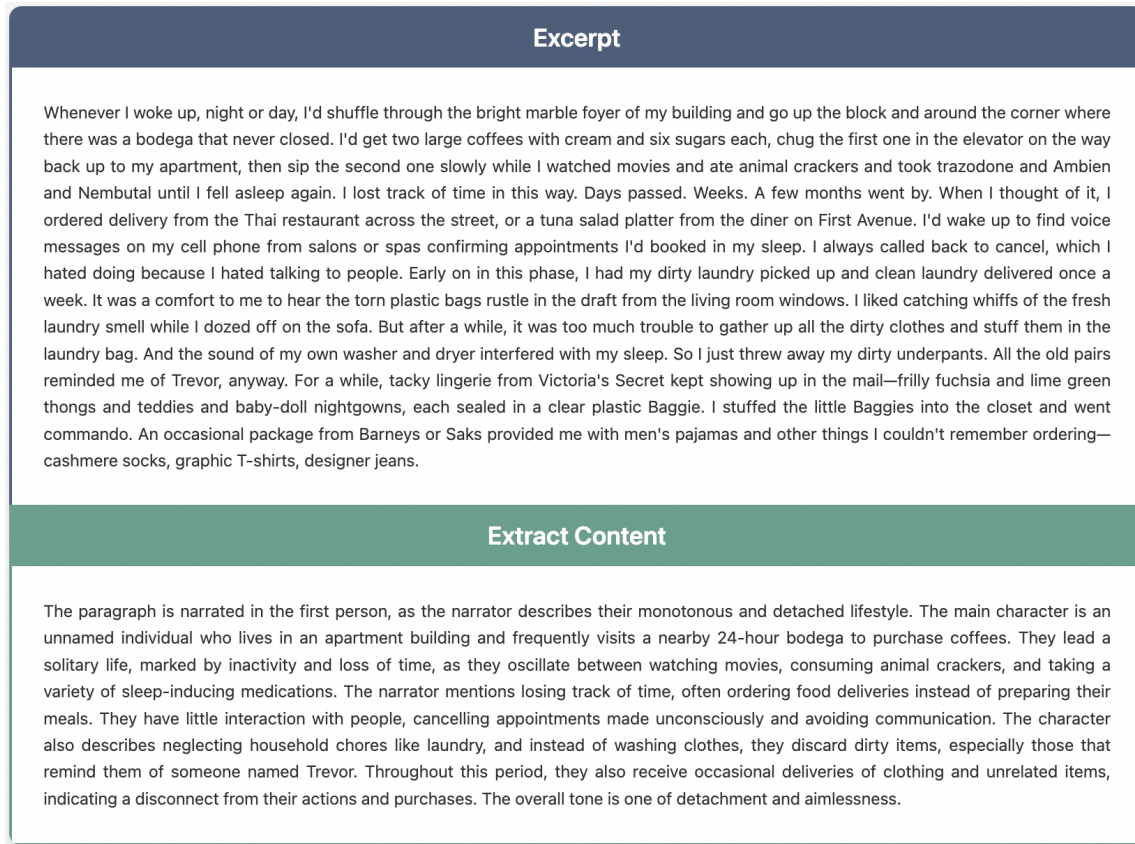 Excerpt
Whenever I woke up, night or day, I'd shuffle through the bright marble foyer of my building and go up the block and around the corner where
there was a bodega that never closed. I'd get two large coffees with cream and six sugars each, chug the first one in the elevator on the way
back up to my apartment, then sip the second one slowly while I watched movies and ate animal crackers and took trazodone and Ambien
and Nembutal until I fell asleep again. I lost track of time in this way. Days passed. Weeks. A few months went by. When I thought of it, I
ordered delivery from the Thai restaurant across the street, or a tuna salad platter from the diner on First Avenue. I'd wake up to find voice
messages on my cell phone from salons or spas confirming appointments I'd booked in my sleep. I always called back to cancel, which I
hated doing because I hated talking to people. Early on in this phase, I had my dirty laundry picked up and clean laundry delivered once a
week. It was a comfort to me to hear the torn plastic bags rustle in the draft from the living room windows. I liked catching whiffs of the fresh
laundry smell while I dozed off on the sofa. But after a while, it was too much trouble to gather up all the dirty clothes and stuff them in the
laundry bag. And the sound of my own washer and dryer interfered with my sleep. So I just threw away my dirty underpants. All the old pairs
reminded me of Trevor, anyway. For a while, tacky lingerie from Victoria's Secret kept showing up in the mail—frilly fuchsia and lime green
thongs and teddies and baby-doll nightgowns, each sealed in a clear plastic Baggie. I stuffed the little Baggies into the closet and went
commando. An occasional package from Barneys or Saks provided me with men's pajamas and other things I couldn't remember ordering—
cashmere socks, graphic T-shirts, designer jeans.
Extract Content
The paragraph is narrated in the first person, as the narrator describes their monotonous and detached lifestyle. The main character is an
unnamed individual who lives in an apartment building and frequently visits a nearby 24-hour bodega to purchase coffees. They lead a
solitary life, marked by inactivity and loss of time, as they oscillate between watching movies, consuming animal crackers, and taking a
variety of sleep-inducing medications. The narrator mentions losing track of time, often ordering food deliveries instead of preparing their
meals. They have little interaction with people, cancelling appointments made unconsciously and avoiding communication. The character
also describes neglecting household chores like laundry, and instead of washing clothes, they discard dirty items, especially those that
remind them of someone named Trevor. Throughout this period, they also receive occasional deliveries of clothing and unrelated items,
indicating a disconnect from their actions and purchases. The overall tone is one of detachment and aimlessness.